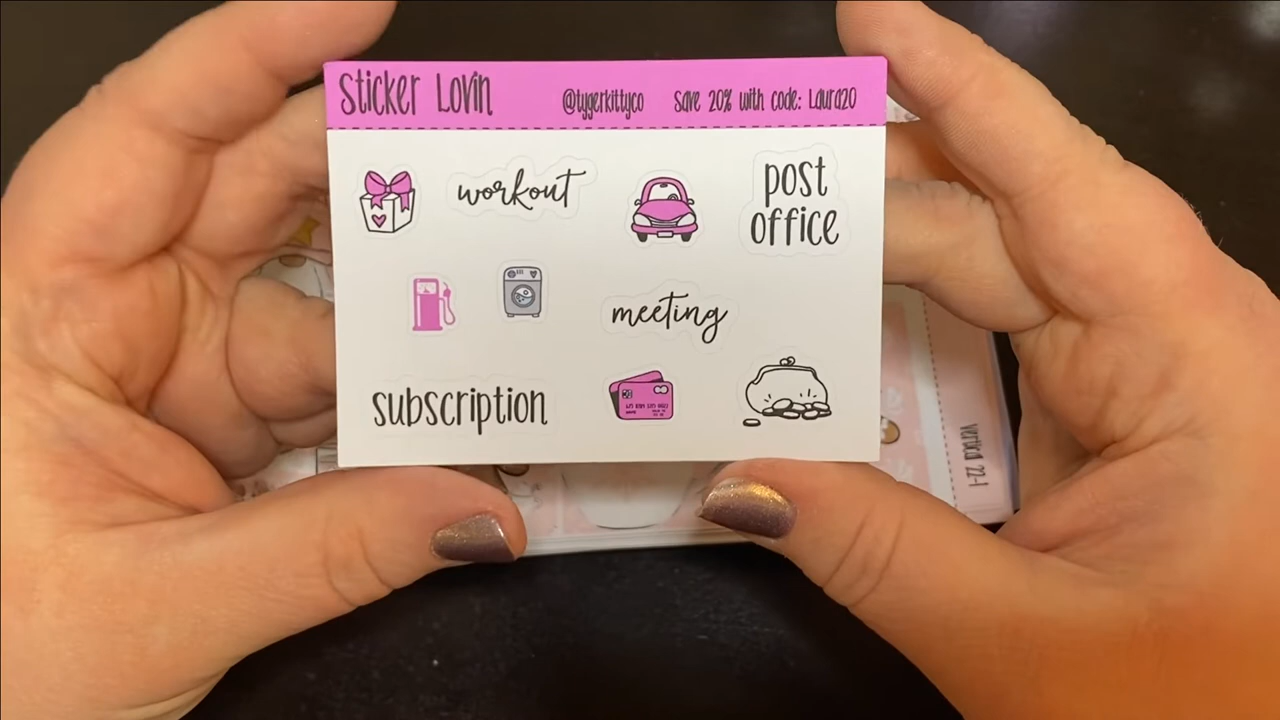 Sticker Lovin
@tygerkittyco
Save 20% with code: Laura20
workout
post
office
meeting
subscription
vertical 22-1